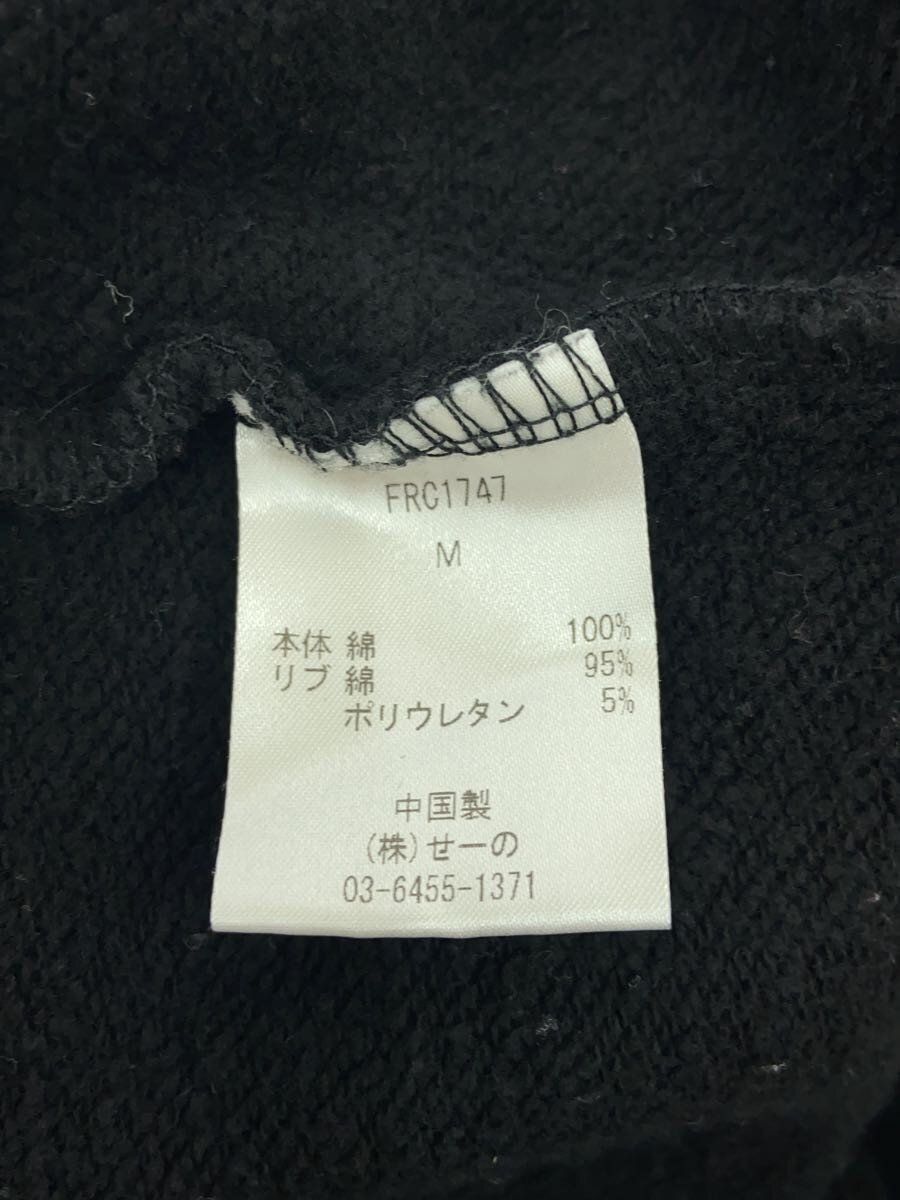 FRC1747
M
本体 綿 100%
リブ 綿 95%
ポリウレタン 5%
中国製
(株)せーの
03-6455-1371